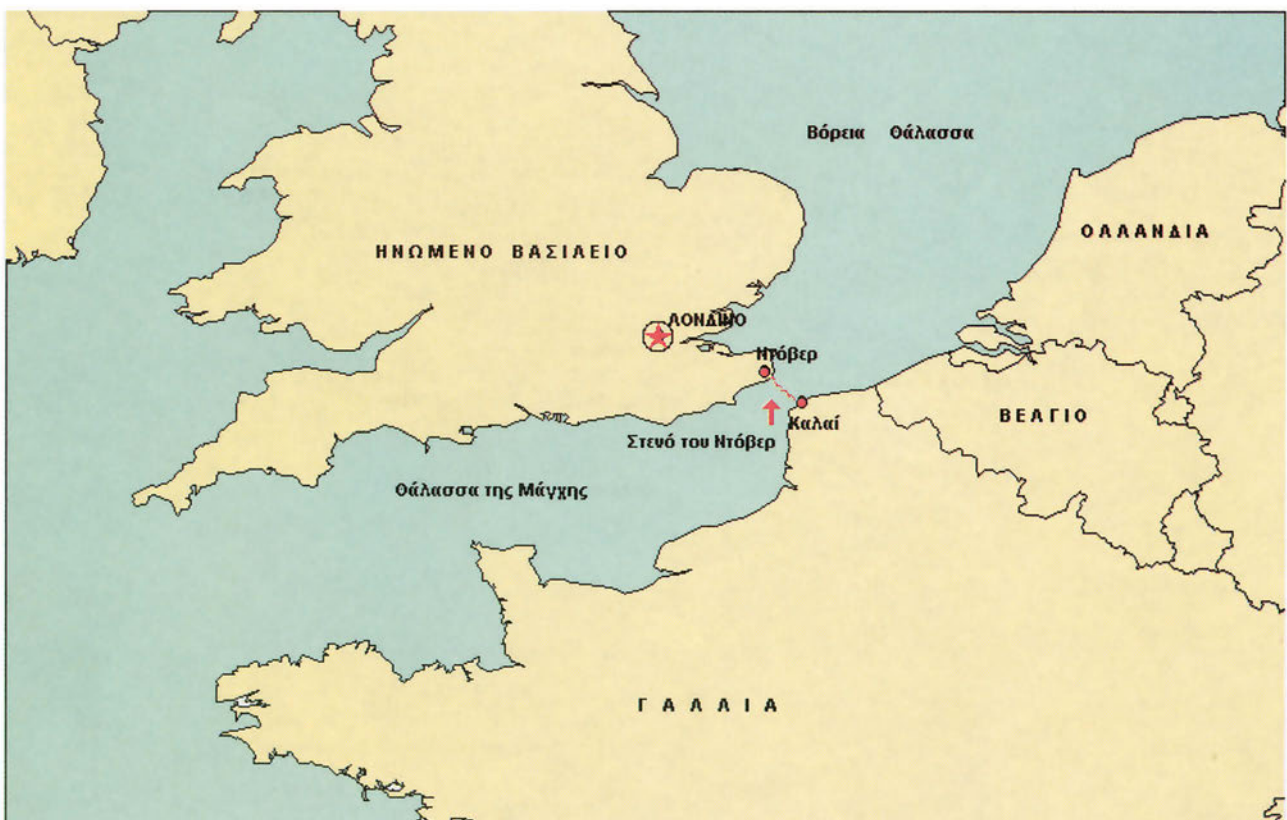 Βόρεια Θάλασσα
ΟΛΛΑΝΔΙΑ
ΗΝΩΜΕΝΟ ΒΑΣΙΛΕΙΟ
ΛΟΝΔΙΝΟ
Ντόβερ
Καλαί
ΒΕΛΓΙΟ
Στενό του Ντόβερ
Θάλασσα της Μάγχης
ΓΑΛΛΙΑ